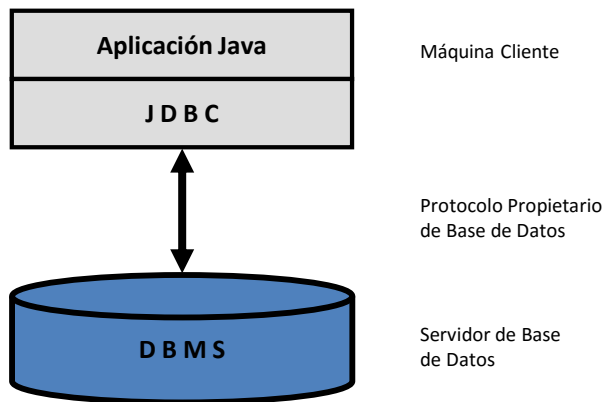 Aplicación Java
Máquina Cliente
J D B C
Protocolo Propietario
de Base de Datos
D B M S
Servidor de Base
de Datos